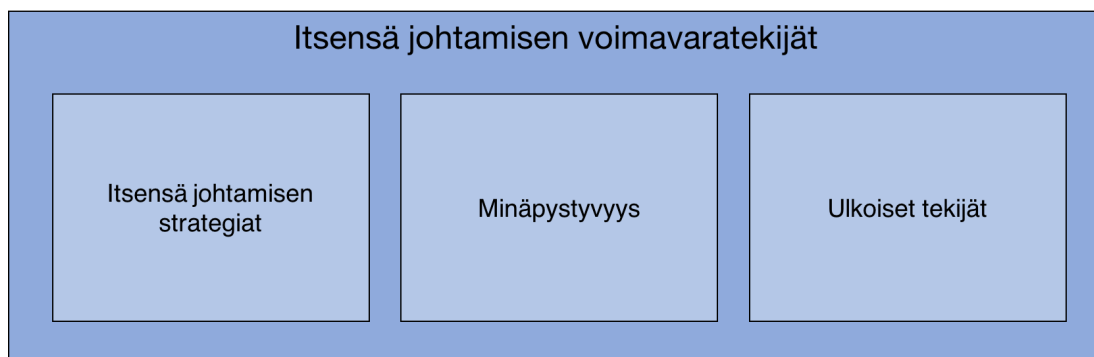 Itsensä johtamisen voimavaratekijät
Itsensä johtamisen
strategiat
Minäpystyvyys
Ulkoiset tekijät